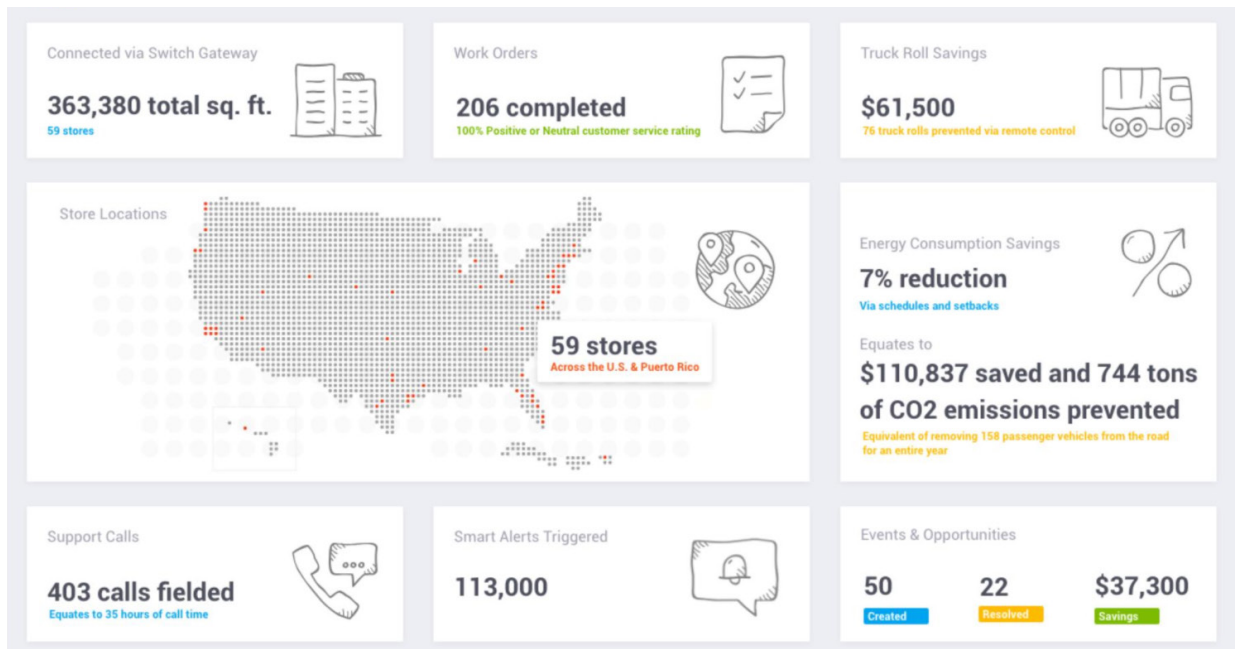 Connected via Switch Gateway
363,380 total sq. ft.
59 stores
Work Orders
206 completed
100% Positive or Neutral customer service rating
Truck Roll Savings
$61,500
76 truck rolls prevented via remote control
Store Locations
59 stores
Across the U.S. & Puerto Rico
Energy Consumption Savings
7% reduction
Via schedules and setbacks
Equates to
$110,837 saved and 744 tons
of CO2 emissions prevented
Equivalent of removing 158 passenger vehicles from the road
for an entire year
Support Calls
403 calls fielded
Equates to 35 hours of call time
Smart Alerts Triggered
113,000
Events & Opportunities
50
Created
22
Resolved
$37,300
Savings